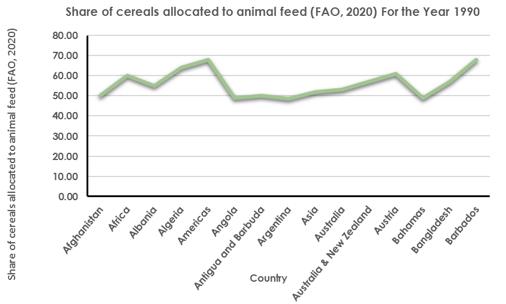 Share of cereals allocated to animal feed (FAO, 2020) For the Year 1990
Share of cereals allocated to animal feed (FAO, 2020)
80.00
70.00
60.00
50.00
40.00
30.00
20.00
10.00
0.00
Afghanistan
Africa
Albania
Algeria
Americas
Angola
Antigua and Barbuda
Argentina
Asia
Australia
Australia & New Zealand
Austria
Bahamas
Bangladesh
Barbados
Country